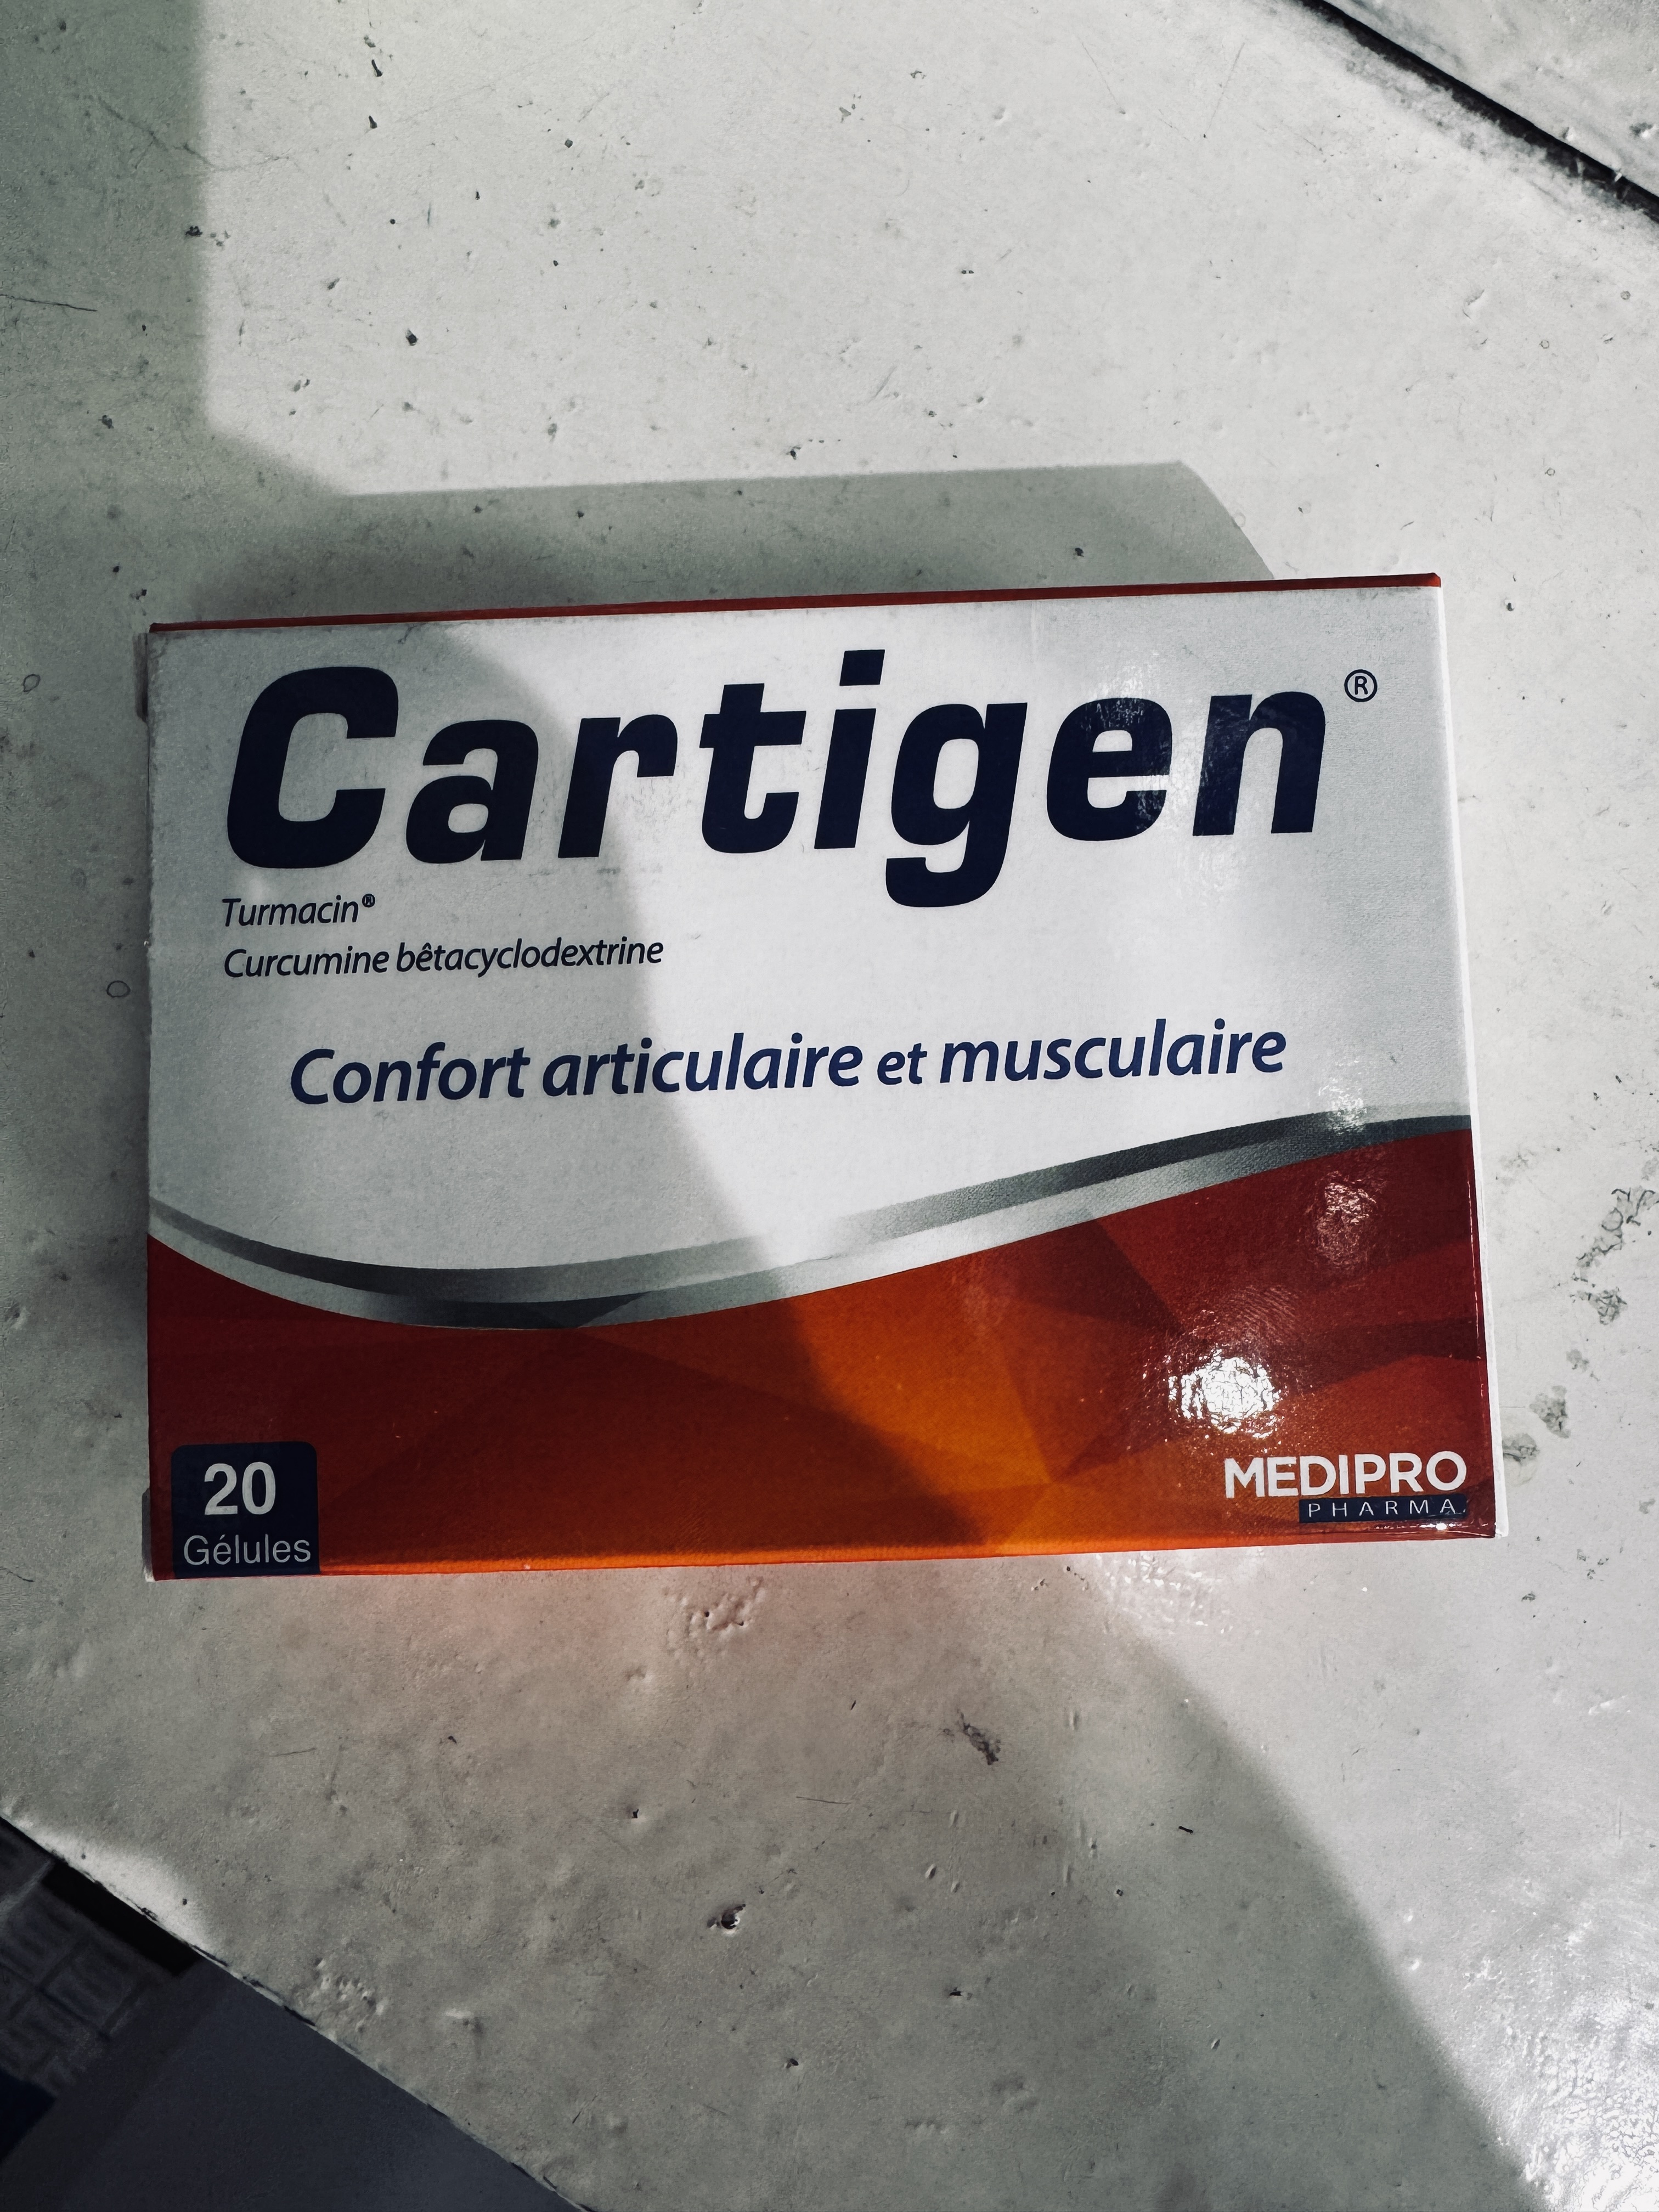 Cartigen®
Turmacin®
Curcumine bêtacyclodextrine
Confort articulaire et musculaire
20
Gélules
MEDIPRO
PHARMA